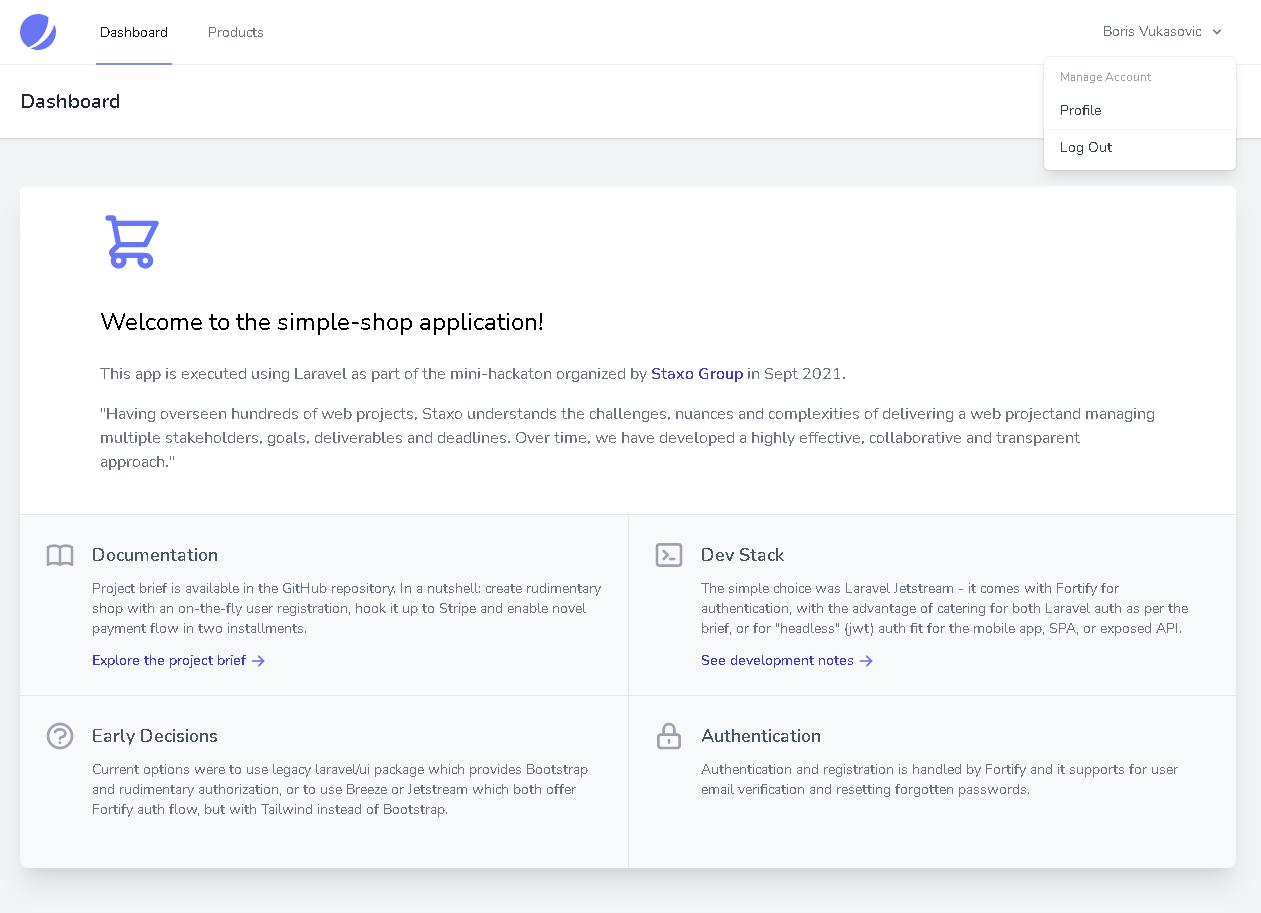 Dashboard
Products
Boris Vukasovic
Manage Account
Profile
Log Out
Dashboard
Welcome to the simple-shop application!
This app is executed using Laravel as part of the mini-hackaton organized by Staxo Group in Sept 2021.
"Having overseen hundreds of web projects, Staxo understands the challenges, nuances and complexities of delivering a web projectand managing
multiple stakeholders, goals, deliverables and deadlines. Over time, we have developed a highly effective, collaborative and transparent
approach."
Documentation
Project brief is available in the GitHub repository. In a nutshell: create rudimentary
shop with an on-the-fly user registration, hook it up to Stripe and enable novel
payment flow in two installments.
Explore the project brief
Dev Stack
The simple choice was Laravel Jetstream - it comes with Fortify for
authentication, with the advantage of catering for both Laravel auth as per the
brief, or for "headless" (jwt) auth fit for the mobile app, SPA, or exposed API.
See development notes
Early Decisions
Current options were to use legacy laravel/ui package which provides Bootstrap
and rudimentary authorization, or to use Breeze or Jetstream which both offer
Fortify auth flow, but with Tailwind instead of Bootstrap.
Authentication
Authentication and registration is handled by Fortify and it supports for user
email verification and resetting forgotten passwords.